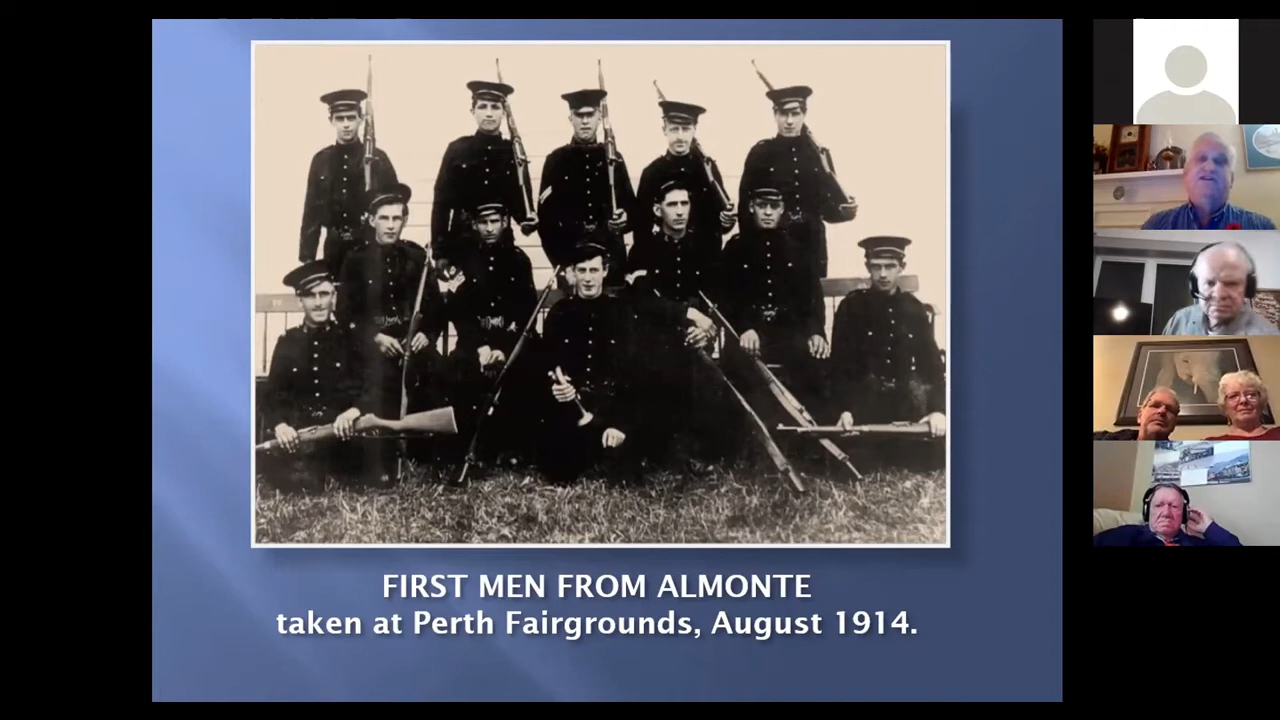 FIRST MEN FROM ALMONTE
taken at Perth Fairgrounds, August 1914.